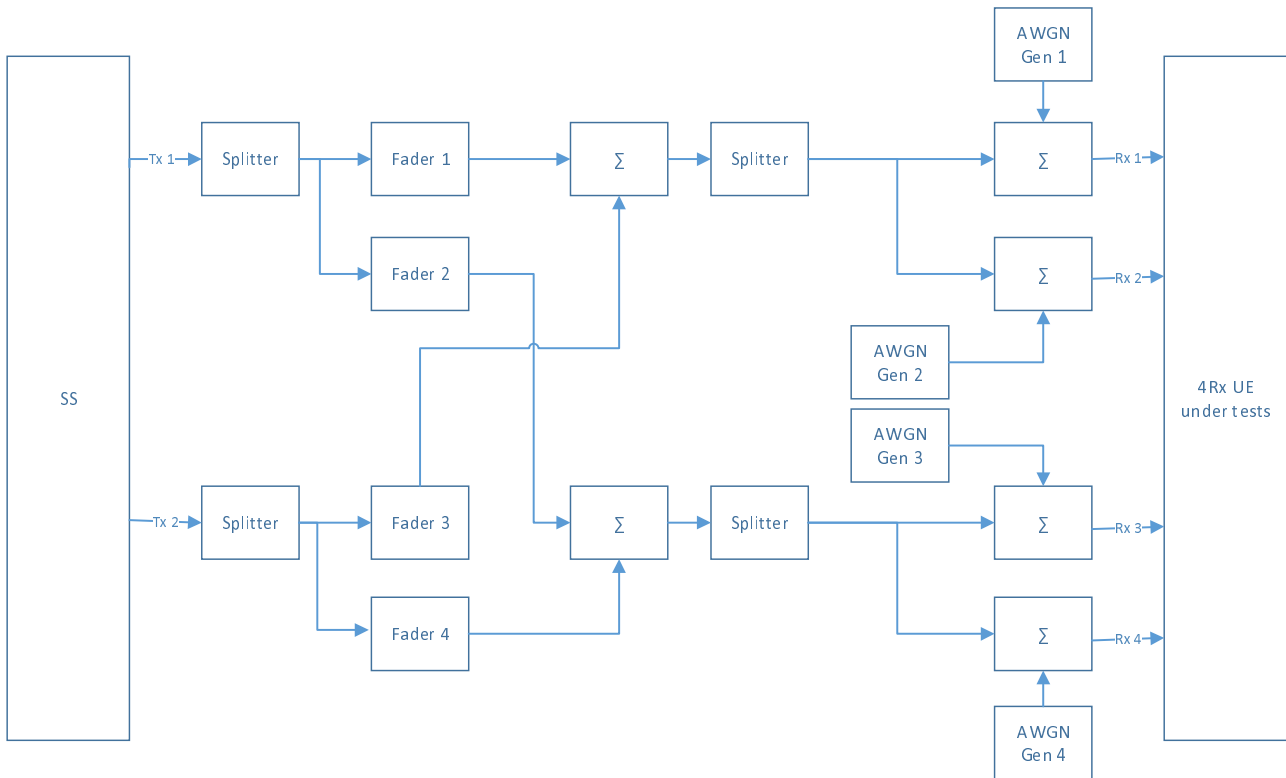 AWGN
Gen 1
Tx 1
Splitter
Fader 1
∑
Splitter
∑
Rx 1
Fader 2
∑
Rx 2
AWGN
Gen 2
SS
4Rx UE
under tests
AWGN
Gen 3
Tx 2
Splitter
Fader 3
∑
Splitter
∑
Rx 3
Fader 4
∑
Rx 4
AWGN
Gen 4